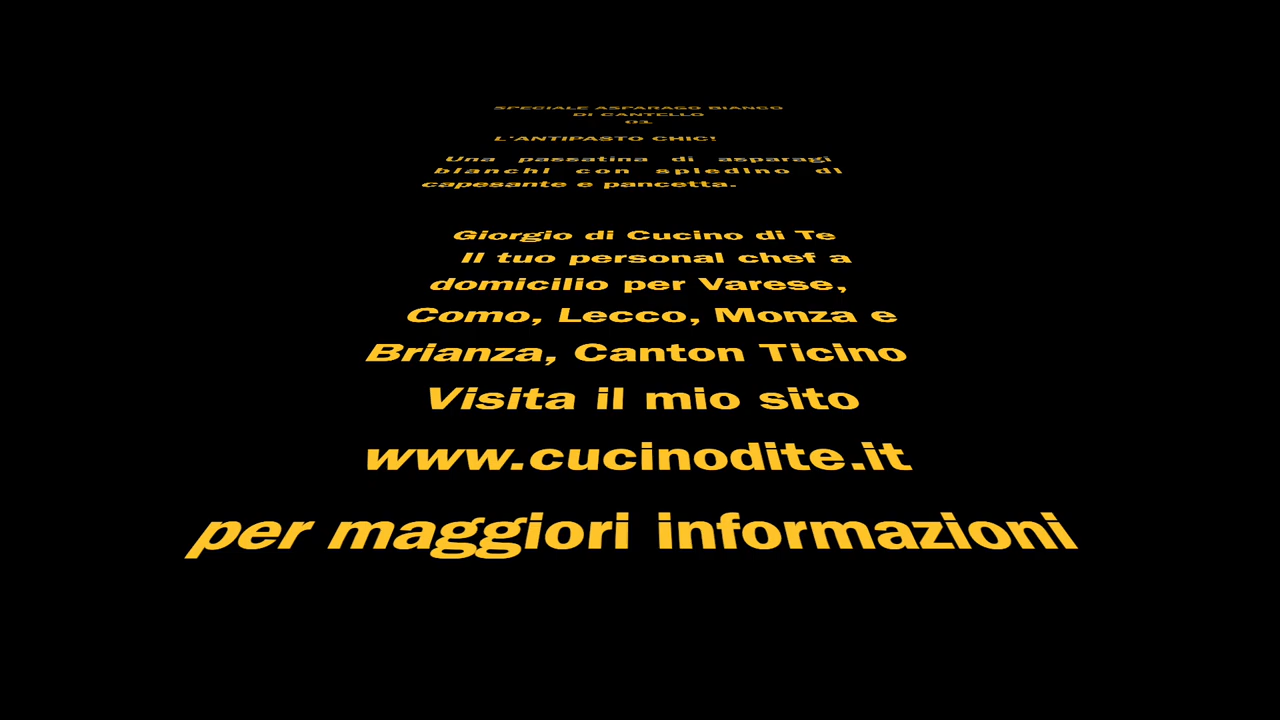 SPECIALE ASPARAGO BIANCO
DI CANTELLO
01
L'ANTIPASTO CHIC!
Una passatina di asparagi
bianchi con spiedino di
capesante e pancetta.
Giorgio di Cucino di Te
Il tuo personal chef a
domicilio per Varese,
Como, Lecco, Monza e
Brianza, Canton Ticino
Visita il mio sito
www.cucinodite.it
per maggiori informazioni